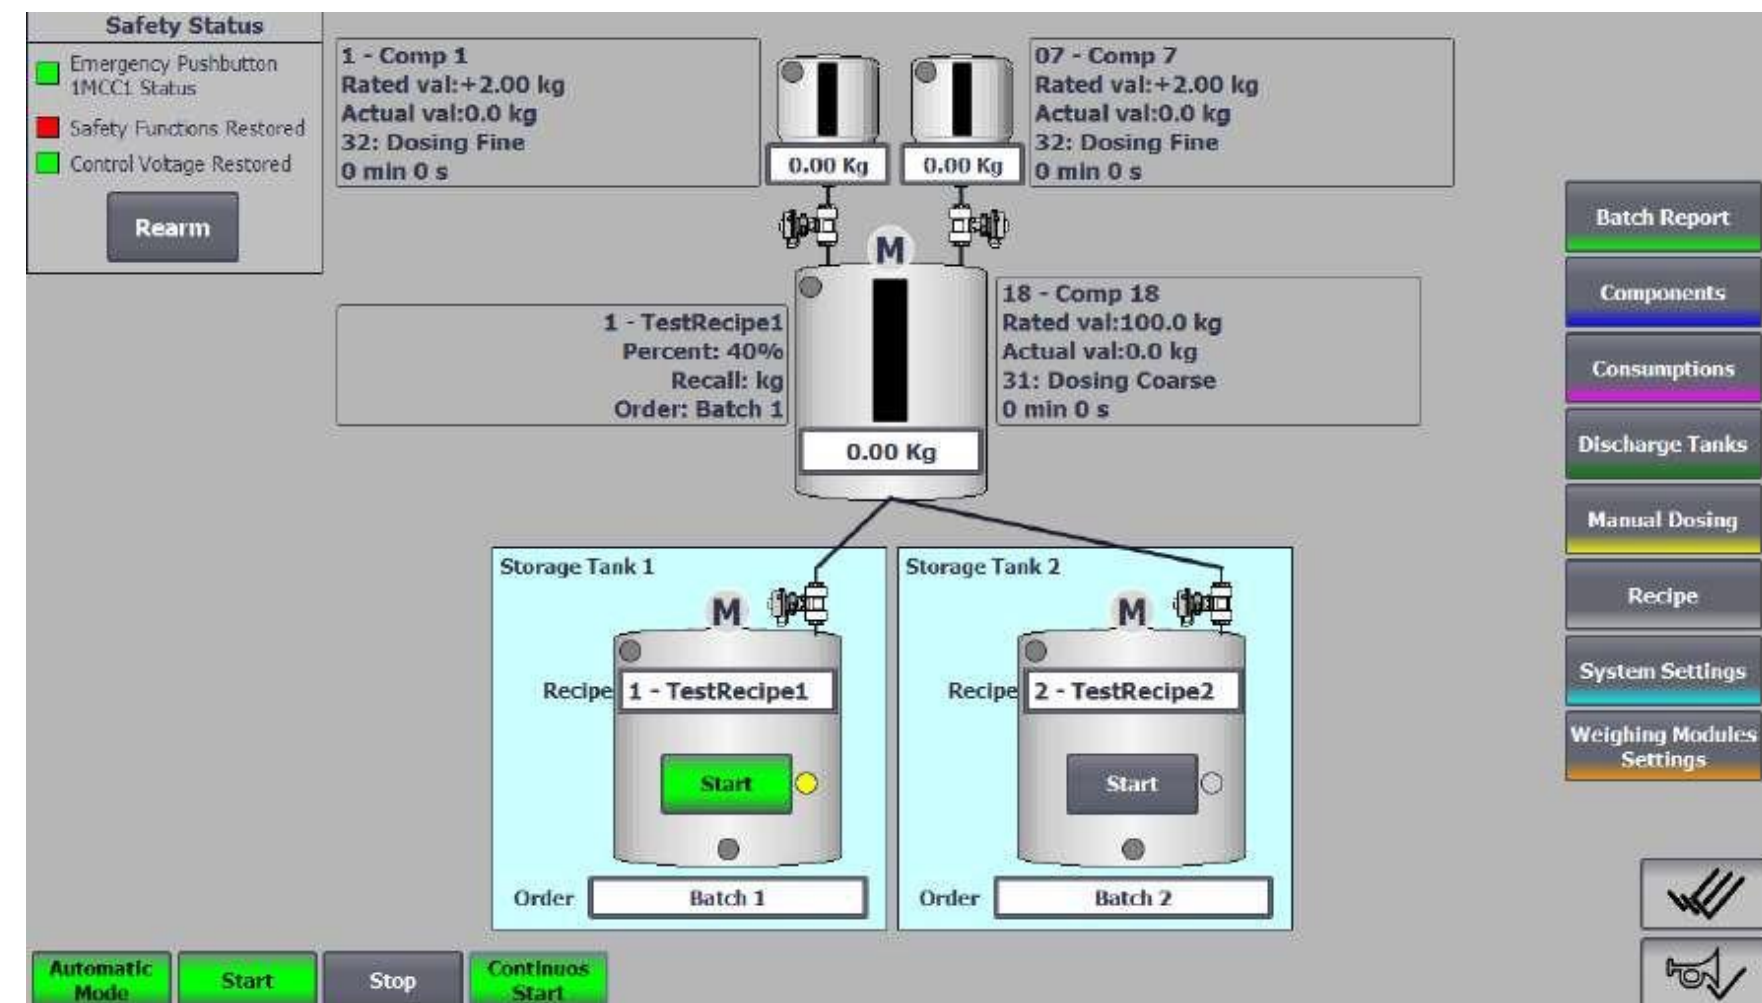 Safety Status
Emergency Pushbutton
1MCC1 Status
Safety Functions Restored
Control Voltage Restored
Rearm
1 - Comp 1
Rated val:+2.00 kg
Actual val:0.0 kg
32: Dosing Fine
0 min 0 s
0.00 Kg
0.00 Kg
07 - Comp 7
Rated val:+2.00 kg
Actual val:0.0 kg
32: Dosing Fine
0 min 0 s
M
1 - TestRecipe1
Percent: 40%
Recall: kg
Order: Batch 1
0.00 Kg
18 - Comp 18
Rated val:100.0 kg
Actual val:0.0 kg
31: Dosing Coarse
0 min 0 s
Storage Tank 1
M
Recipe 1 - TestRecipe1
Start
Order Batch 1
Storage Tank 2
M
Recipe 2 - TestRecipe2
Start
Order Batch 2
Batch Report
Components
Consumptions
Discharge Tanks
Manual Dosing
Recipe
System Settings
Weighing Modules
Settings
Automatic
Mode
Start
Stop
Continuos
Start